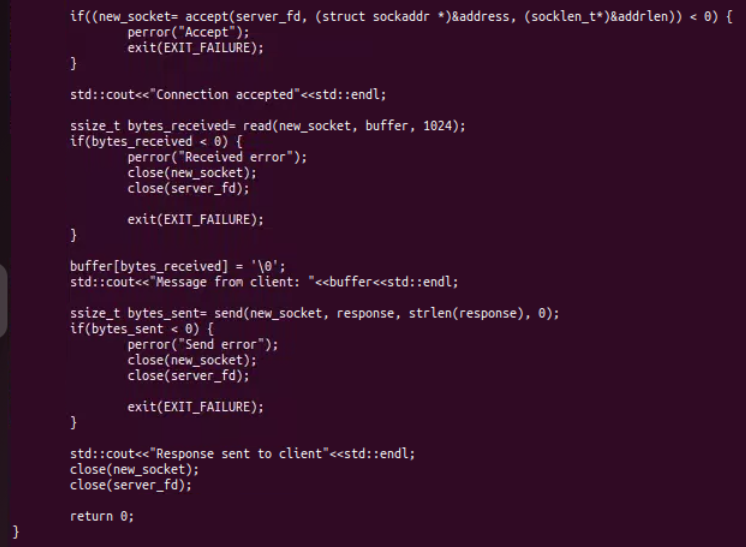 if((new_socket= accept(server_fd, (struct sockaddr *)&address, (socklen_t*)&addrlen)) < 0) {
perror("Accept");
exit(EXIT_FAILURE);
}
std::cout<<"Connection accepted"<<std::endl;
ssize_t bytes_received= read(new_socket, buffer, 1024);
if(bytes_received < 0) {
perror("Received error");
close(new_socket);
close(server_fd);
exit(EXIT_FAILURE);
}
buffer[bytes_received] = '\0';
std::cout<<"Message from client: "<<buffer<<std::endl;
ssize_t bytes_sent= send(new_socket, response, strlen(response), 0);
if(bytes_sent < 0) {
perror("Send error");
close(new_socket);
close(server_fd);
exit(EXIT_FAILURE);
}
std::cout<<"Response sent to client"<<std::endl;
close(new_socket);
close(server_fd);
return 0;
}